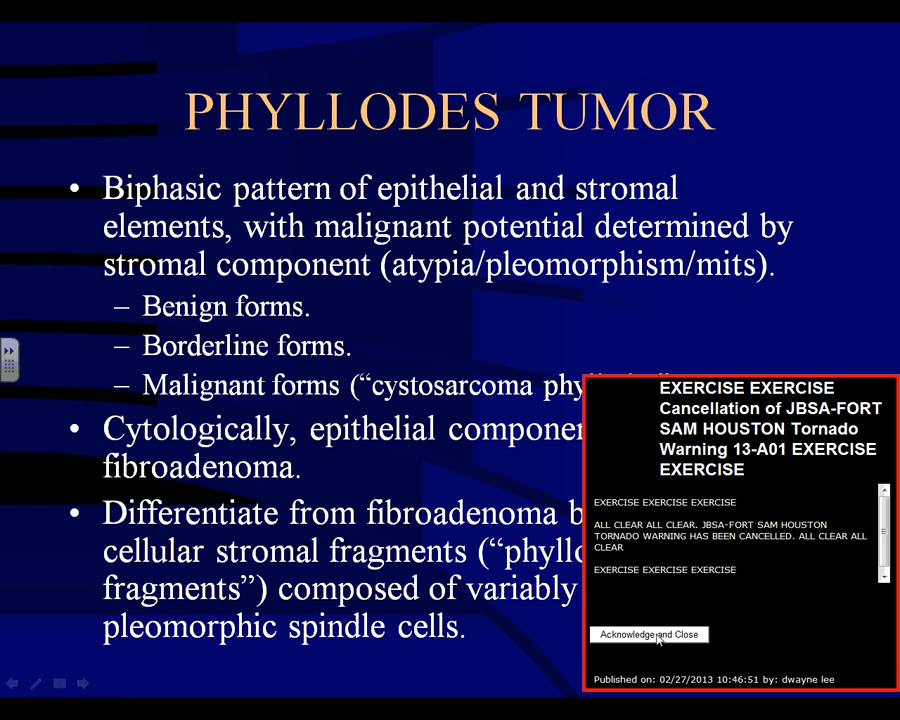 PHYLLODES TUMOR
• Biphasic pattern of epithelial and stromal
elements, with malignant potential determined by
stromal component (atypia/pleomorphism/mits).
– Benign forms.
– Borderline forms.
– Malignant forms (“cystosarcoma phy
• Cytologically, epithelial componen
fibroadenoma.
• Differentiate from fibroadenoma b
cellular stromal fragments (“phyllo
fragments”) composed of variably
pleomorphic spindle cells.
EXERCISE EXERCISE
Cancellation of JBSA-FORT
SAM HOUSTON Tornado
Warning 13-A01 EXERCISE
EXERCISE
EXERCISE EXERCISE EXERCISE
ALL CLEAR ALL CLEAR. JBSA-FORT SAM HOUSTON
TORNADO WARNING HAS BEEN CANCELLED. ALL CLEAR ALL
CLEAR
EXERCISE EXERCISE EXERCISE
Acknowledge and Close
Published on: 02/27/2013 10:46:51 by: dwayne lee